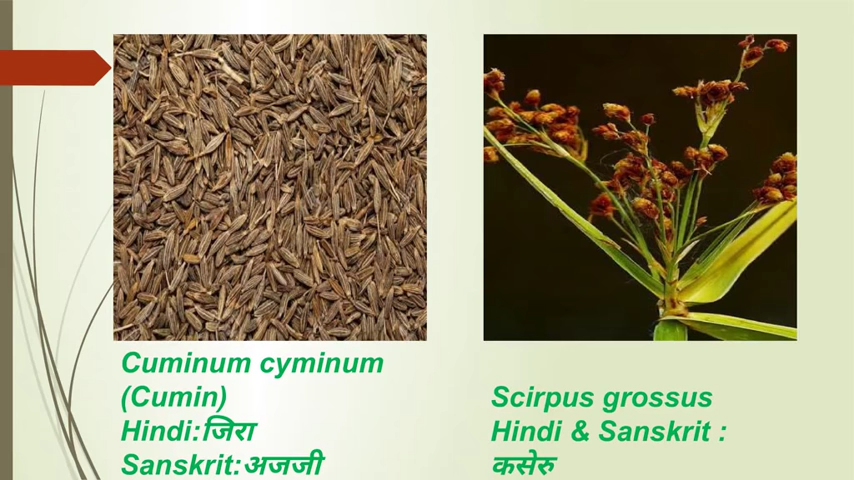 Cuminum cyminum
(Cumin)
Hindi:जिरा
Sanskrit:अजजी
Scirpus grossus
Hindi & Sanskrit :
कसेरु